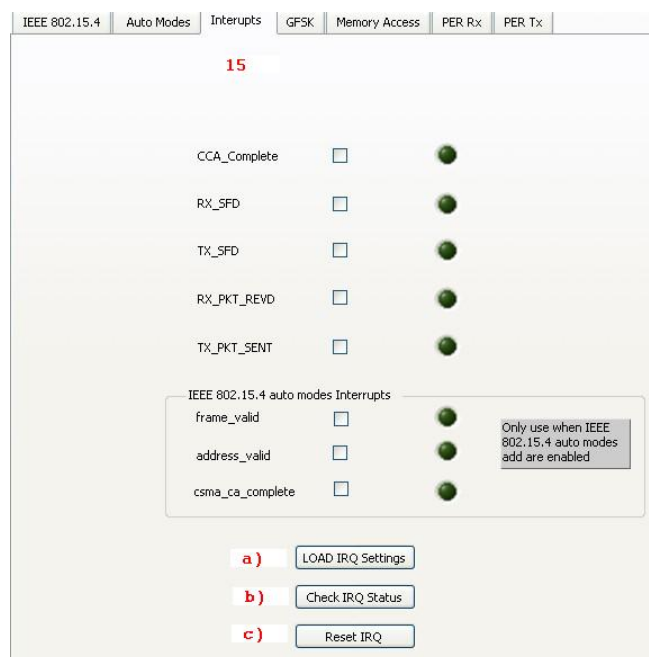 IEEE 802.15.4 Auto Modes Interupts GFSK Memory Access PER Rx PER Tx
15
CCA_Complete
RX_SFD
TX_SFD
RX_PKT_REVD
TX_PKT_SENT
IEEE 802.15.4 auto modes Interrupts
frame_valid
address_valid
csma_ca_complete
Only use when IEEE
802.15.4 auto modes
add are enabled
a) LOAD IRQ Settings
b) Check IRQ Status
c) Reset IRQ